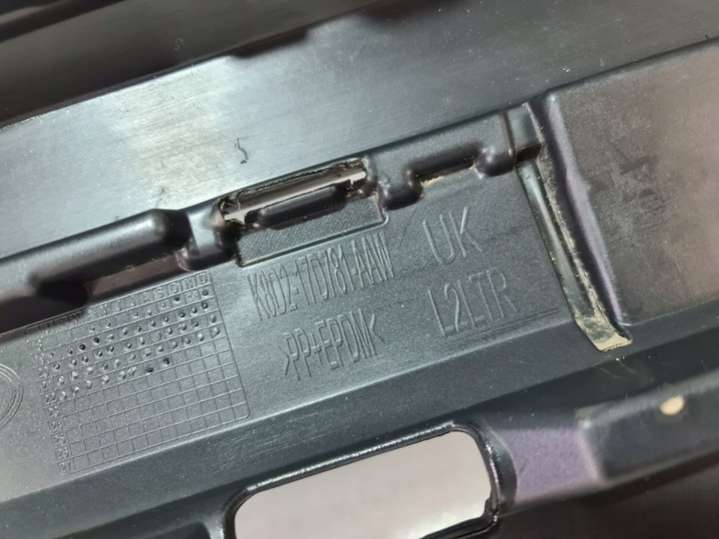 K8D2-17D781-AAW
>PP+EPDM<
UK
L2LTR